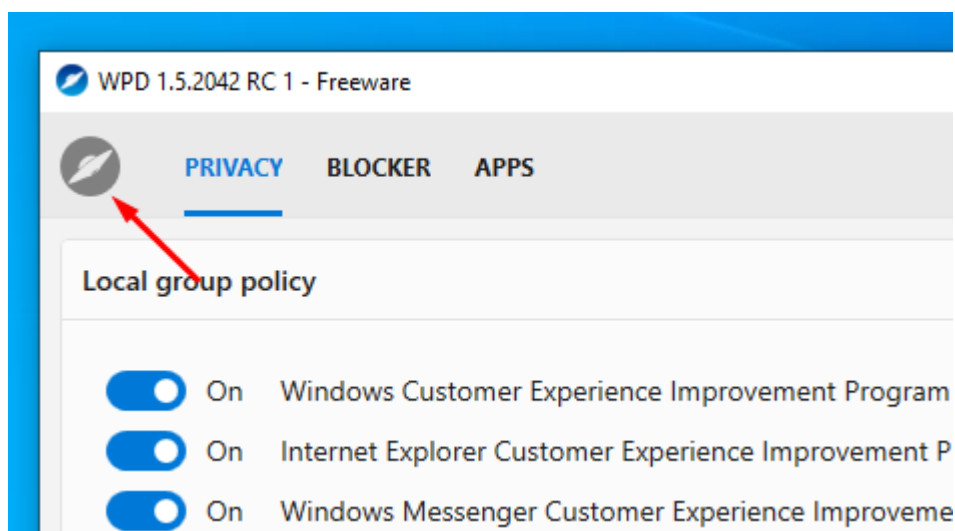 WPD 1.5.2042 RC 1 - Freeware
PRIVACY BLOCKER APPS
Local group policy
On Windows Customer Experience Improvement Program
On Internet Explorer Customer Experience Improvement P
On Windows Messenger Customer Experience Improveme